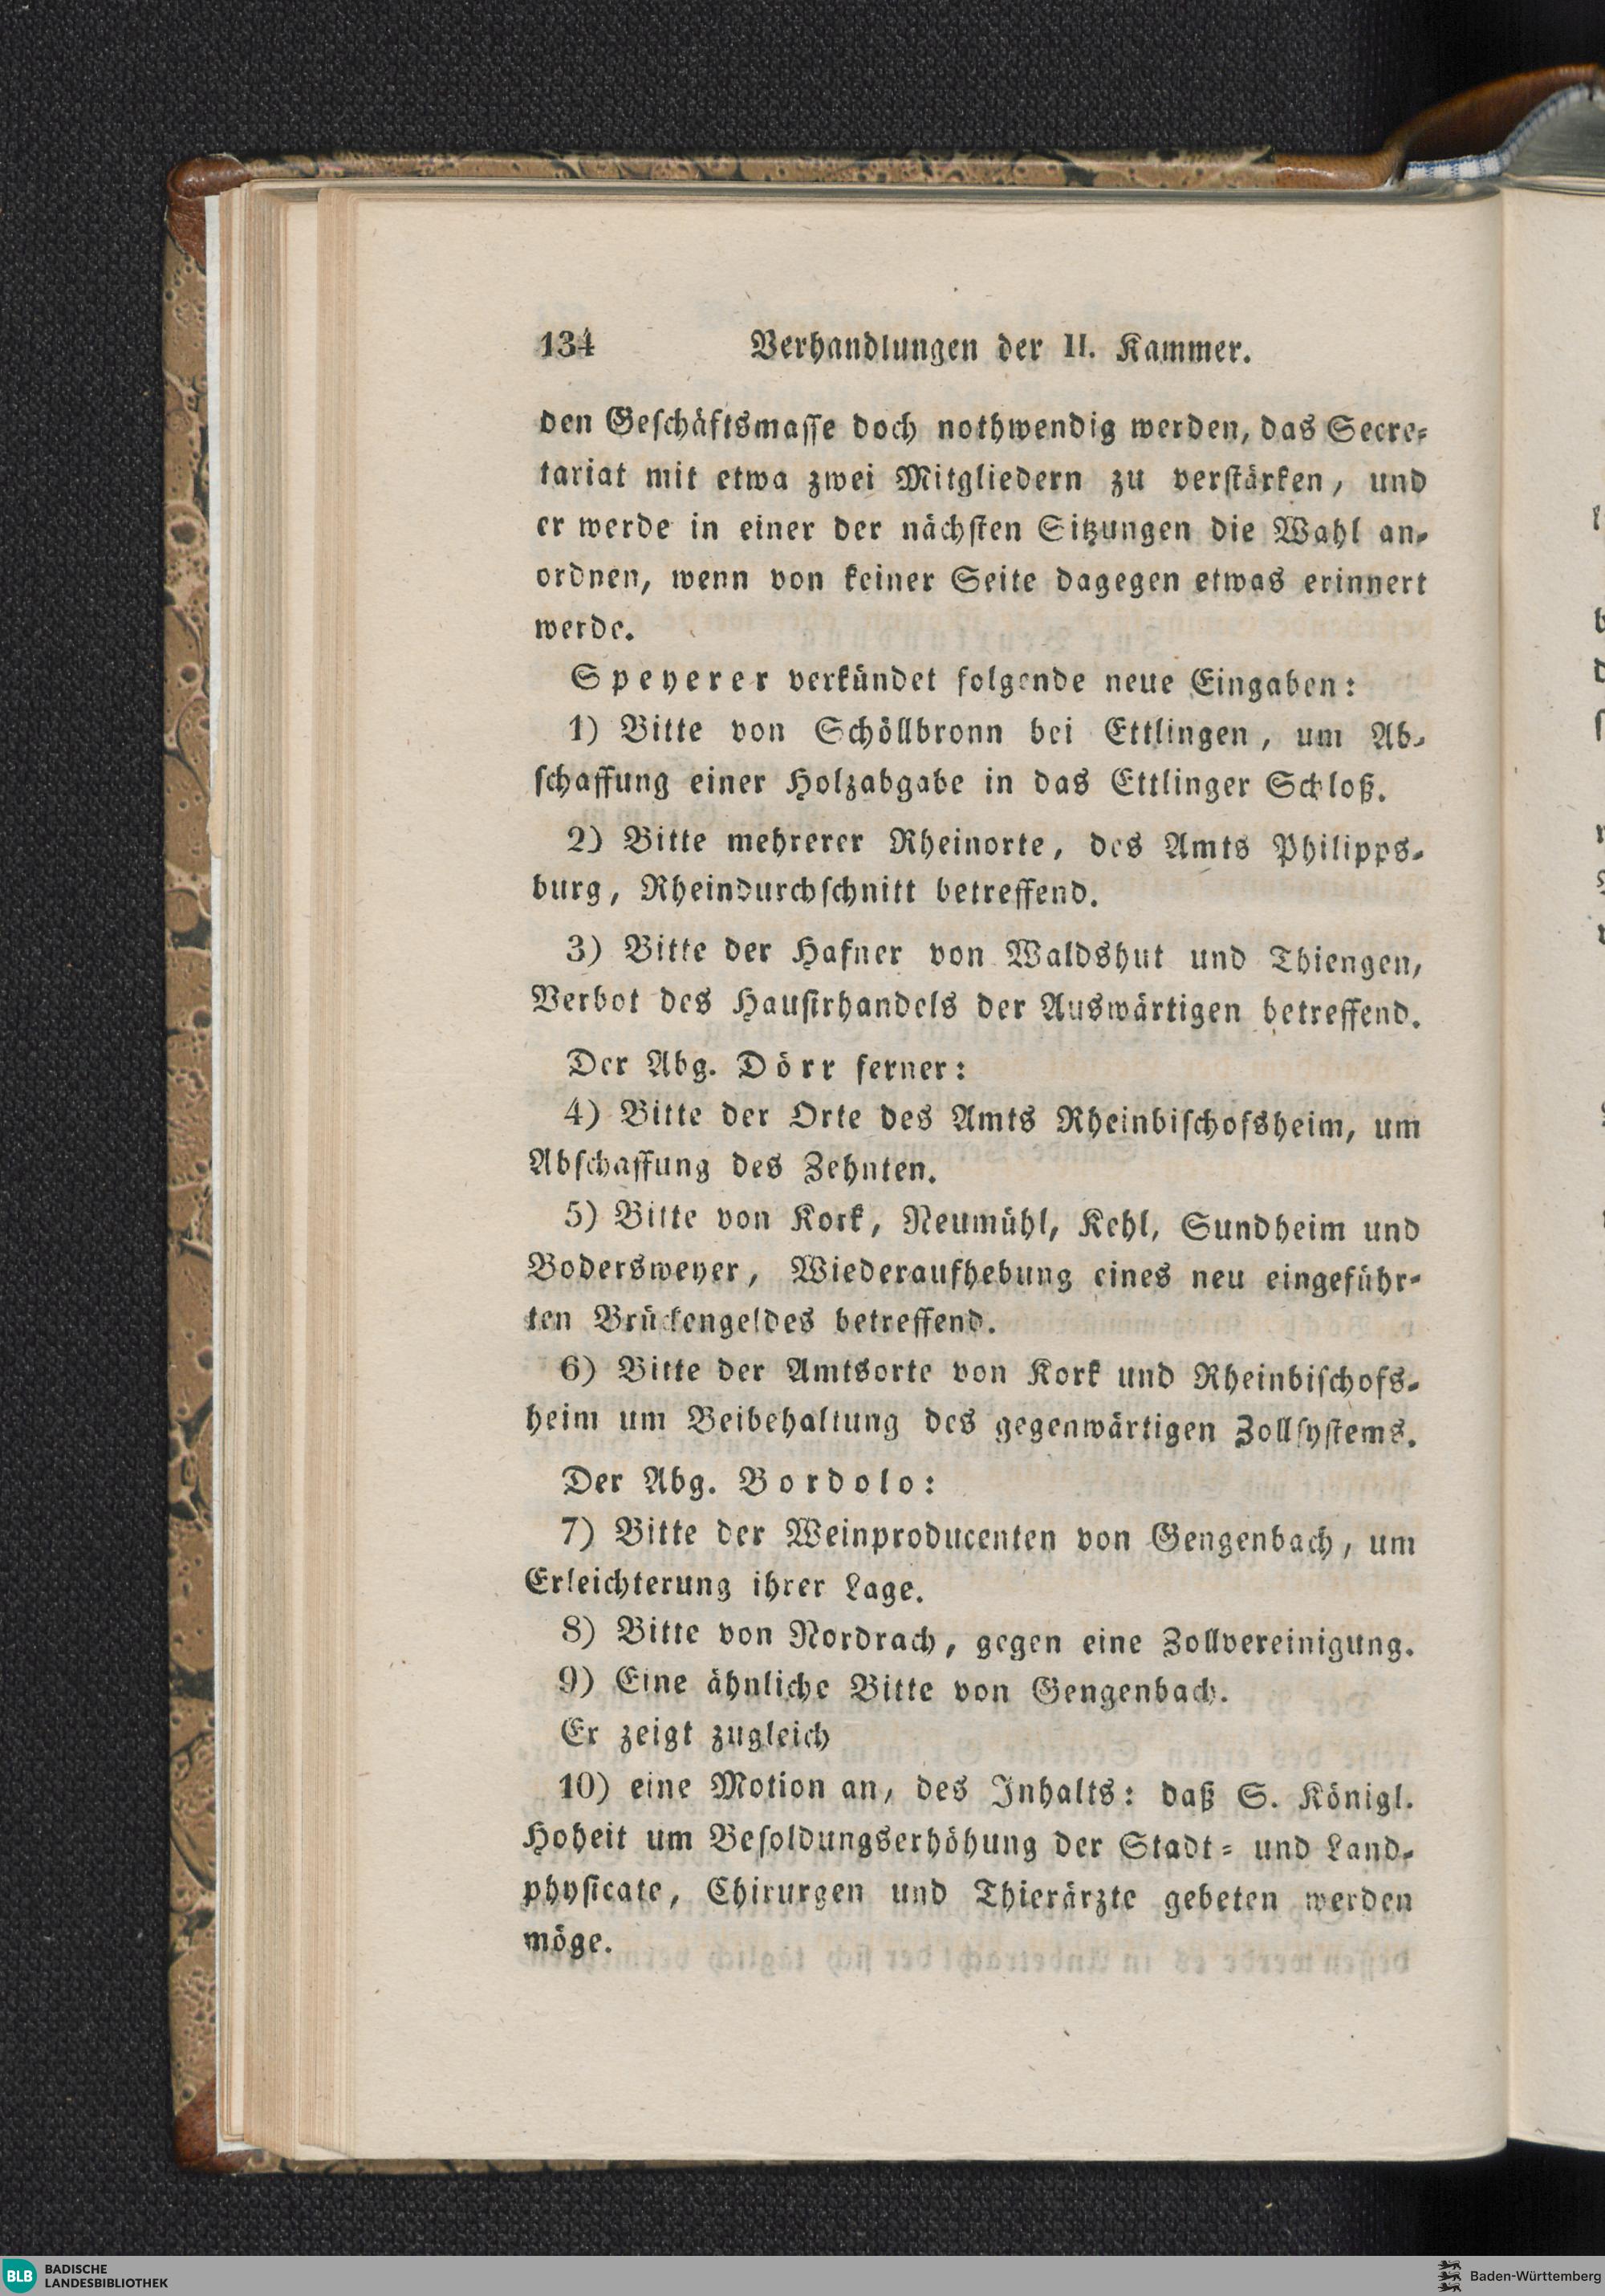 134 Verhandlungen der II. Kammer.
den Geschäftsmasse doch nothwendig werden, das Secre-
tariat mit etwa zwei Mitgliedern zu verstärken, und
er werde in einer der nächsten Sitzungen die Wahl an-
ordnen, wenn von keiner Seite dagegen etwas erinnert
werde.
Speyerer verkündet folgende neue Eingaben:
1) Bitte von Schöllbronn bei Ettlingen, um Ab-
schaffung einer Holzabgabe in das Ettlinger Schloß.
2) Bitte mehrerer Rheinorte, des Amts Philipps-
burg, Rheindurchschnitt betreffend.
3) Bitte der Hafner von Waldshut und Thiengen,
Verbot des Hausirhandels der Auswärtigen betreffend.
Der Abg. Dörr ferner:
4) Bitte der Orte des Amts Rheinbischofsheim, um
Abschaffung des Zehnten.
5) Bitte von Kork, Neumühl, Kehl, Sundheim und
Bodersweyer, Wiederaufhebung eines neu eingeführ-
ten Brückengeldes betreffend.
6) Bitte der Amtsorte von Kork und Rheinbischofs-
heim um Beibehaltung des gegenwärtigen Zollsystems.
Der Abg. Bordolo:
7) Bitte der Weinproducenten von Gengenbach, um
Erleichterung ihrer Lage.
8) Bitte von Nordrach, gegen eine Zollvereinigung.
9) Eine ähnliche Bitte von Gengenbach.
Er zeigt zugleich
10) eine Motion an, des Inhalts: daß S. Königl.
Hoheit um Besoldungserhöhung der Stadt- und Land-
physicate, Chirurgen und Thierärzte gebeten werden
möge.
BLB BADISCHE
LANDESBIBLIOTHEK
Baden-Württemberg